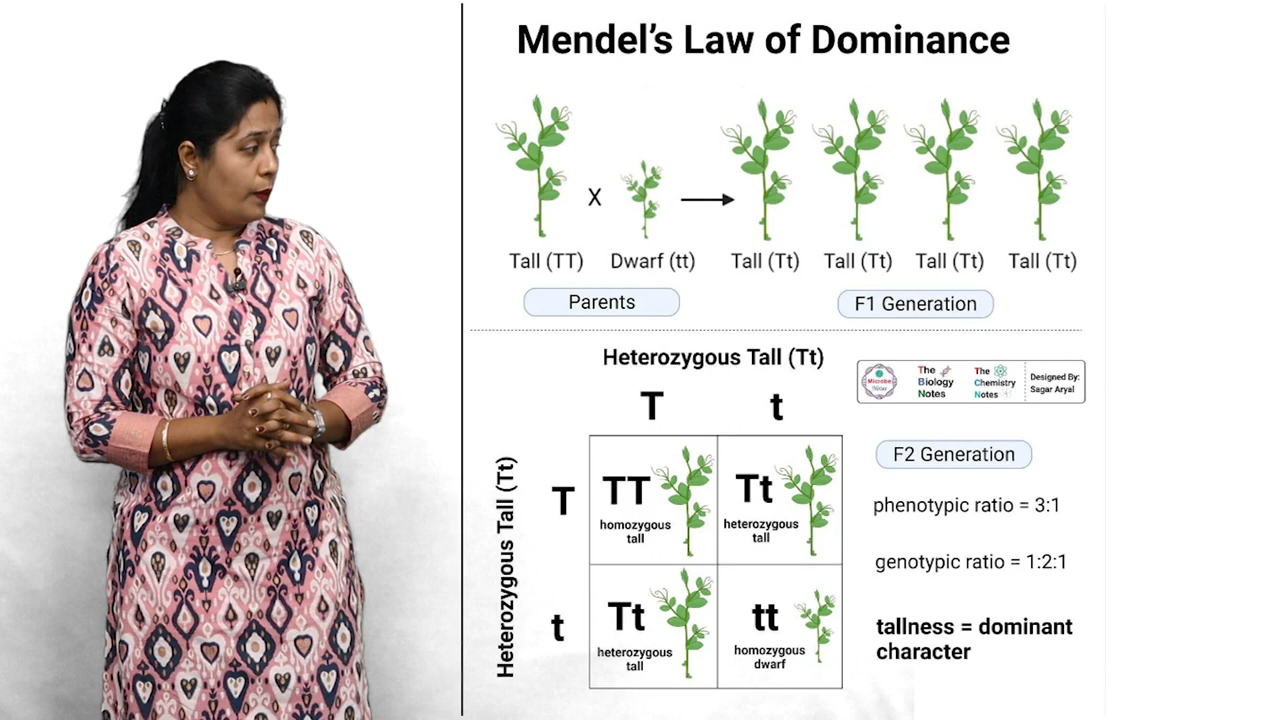 Mendel's Law of Dominance
X
Tall (TT)
Dwarf (tt)
Tall (Tt)
Tall (Tt)
Tall (Tt)
Tall (Tt)
Parents
F1 Generation
Heterozygous Tall (Tt)
T
t
Microbe
Notes
The
Biology
Notes
The
Chemistry
Notes
Designed By:
Sagar Aryal
Heterozygous Tall (Tt)
T
TT
homozygous
tall
Tt
heterozygous
tall
t
Tt
heterozygous
tall
tt
homozygous
dwarf
F2 Generation
phenotypic ratio = 3:1
genotypic ratio = 1:2:1
tallness = dominant
character